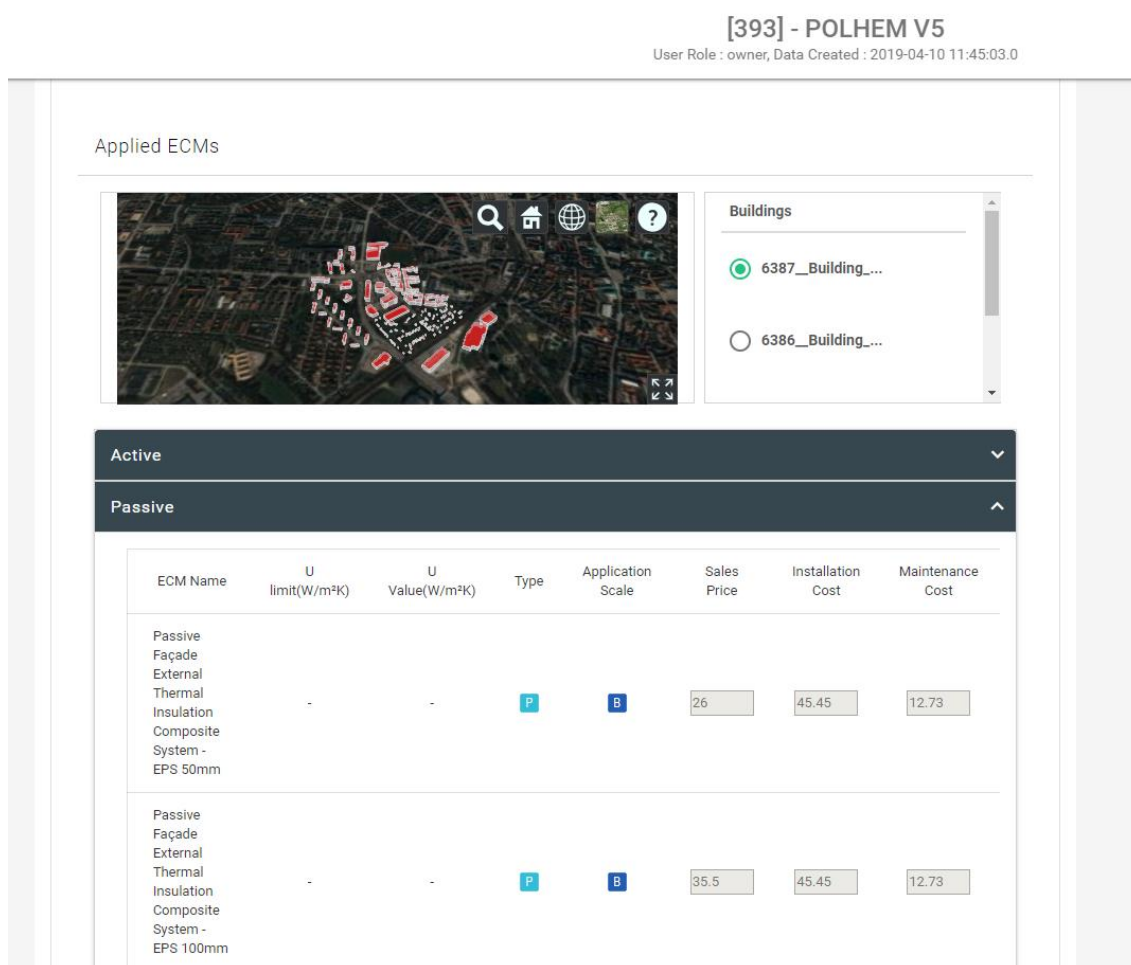 [393] - POLHEM V5
User Role : owner, Data Created : 2019-04-10 11:45:03.0
Applied ECMs
?
Buildings
6387__Building_...
6386__Building_...
Active
Passive
ECM Name
U
limit(W/m²K)
U
Value(W/m²K)
Type
Application
Scale
Sales
Price
Installation
Cost
Maintenance
Cost
Passive
Façade
External
Thermal
Insulation
Composite
System -
EPS 50mm
-
-
P
B
26
45.45
12.73
Passive
Façade
External
Thermal
Insulation
Composite
System -
EPS 100mm
-
-
P
B
35.5
45.45
12.73